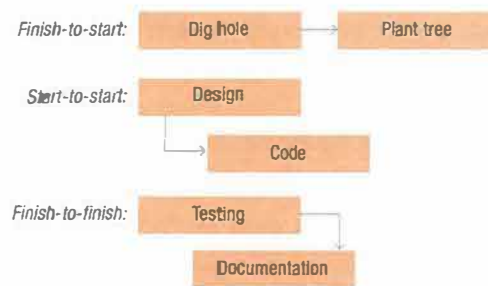 Finish-to-start: Dig hole Plant tree
Start-to-start: Design
Code
Finish-to-finish: Testing
Documentation